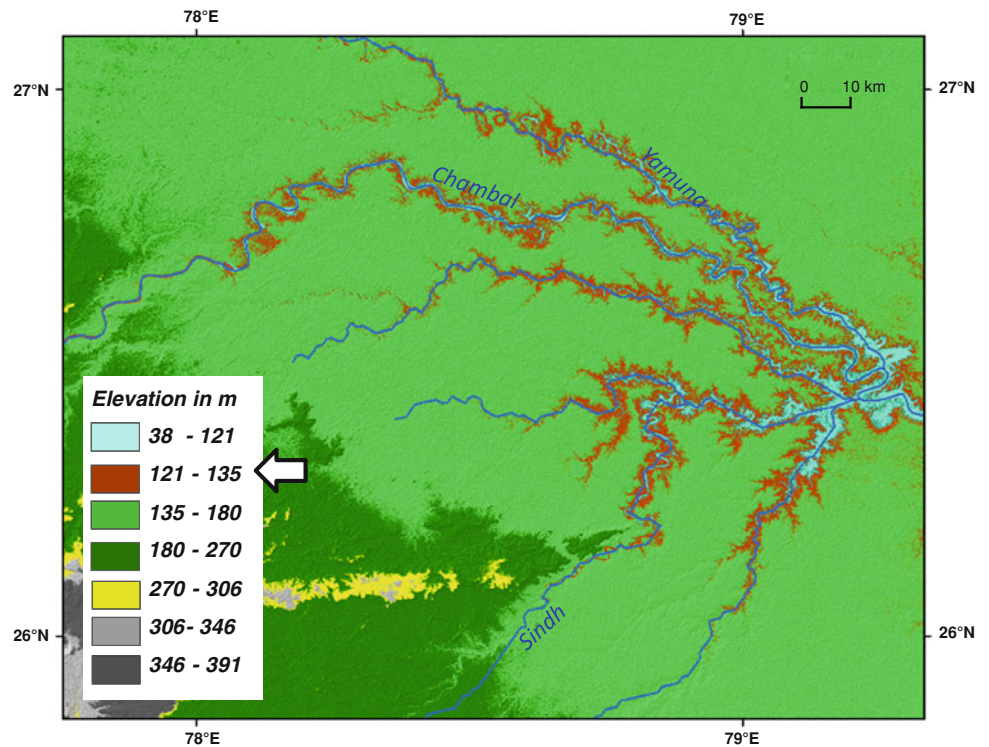 78°E 79°E
27°N 27°N
0 10 km
Yamuna
Chambal
Elevation in m
38 - 121
121 - 135
135 - 180
180 - 270
270 - 306
306- 346
346 - 391
Sindh
26°N 26°N
78°E 79°E